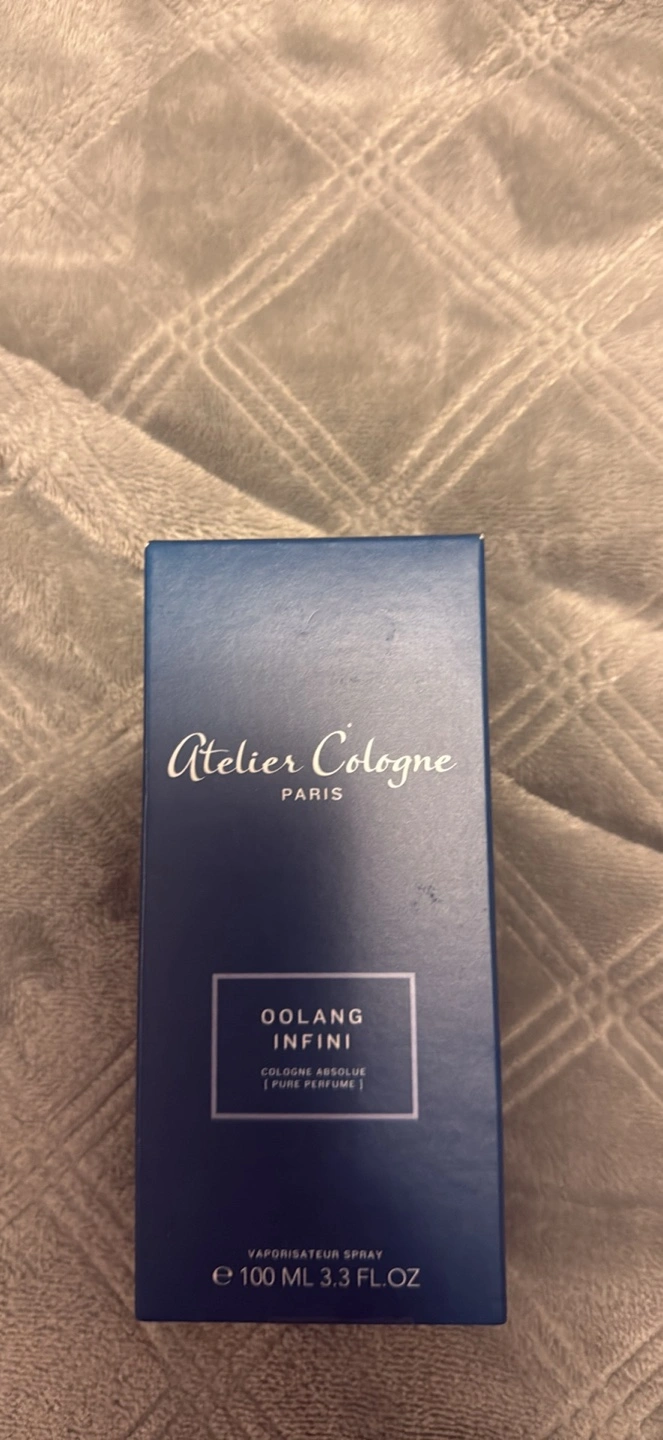 Atelier Cologne
PARIS
OOLANG
INFINI
COLOGNE ABSOLUE
[ PURE PERFUME ]
VAPORISATEUR SPRAY
℮ 100 ML 3.3 FL.OZ